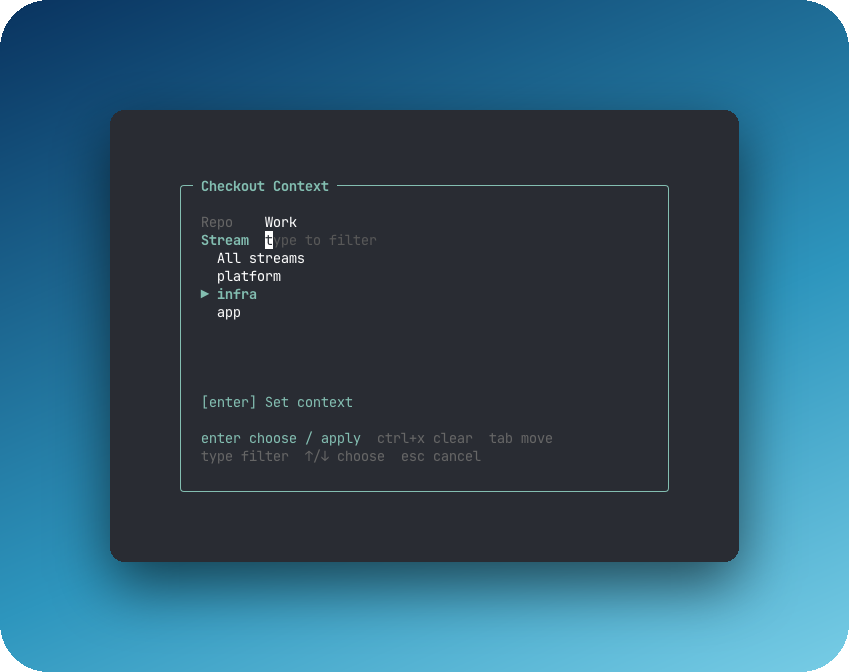 Checkout Context
Repo    Work
Stream  type to filter
All streams
platform
▶ infra
app
[enter] Set context
enter choose / apply  ctrl+x clear  tab move
type filter  ↑/↓ choose  esc cancel